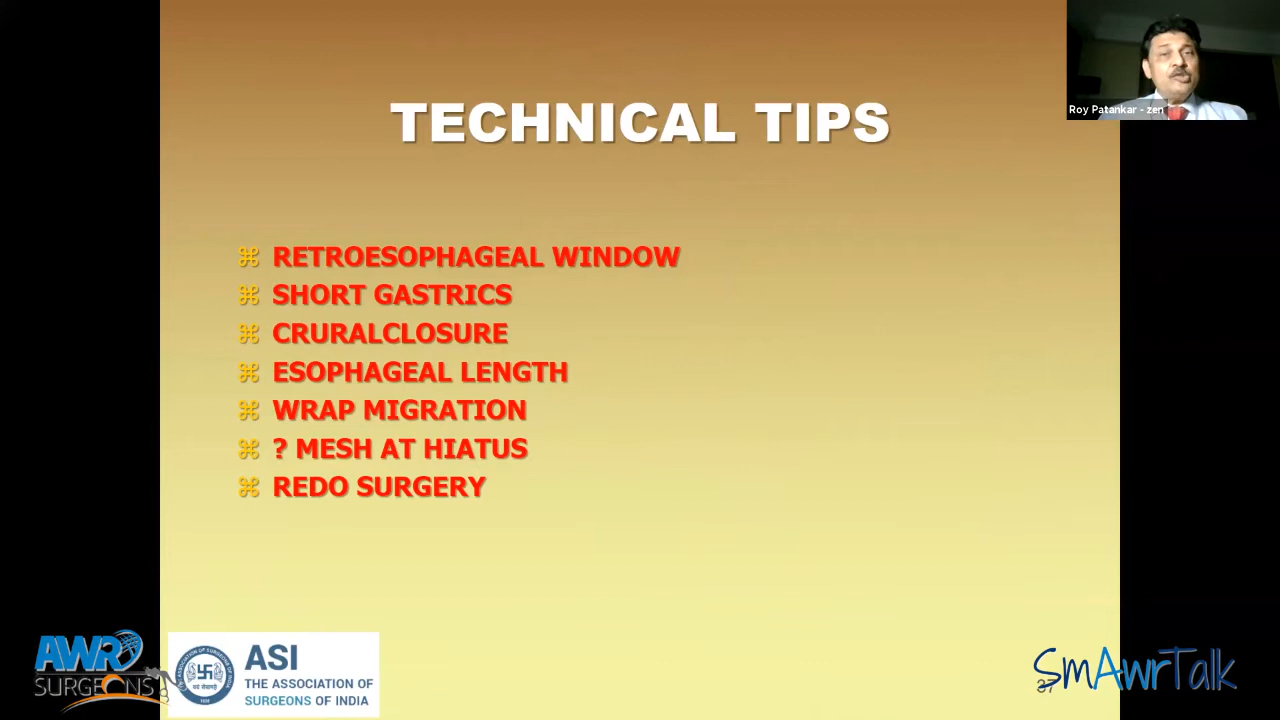 Roy Patankar - zen
TECHNICAL TIPS
⌘ RETROESOPHAGEAL WINDOW
⌘ SHORT GASTRICS
⌘ CRURALCLOSURE
⌘ ESOPHAGEAL LENGTH
⌘ WRAP MIGRATION
⌘ ? MESH AT HIATUS
⌘ REDO SURGERY
AWR
SURGEONS
ASI
THE ASSOCIATION OF
SURGEONS OF INDIA
SmAwrTalk
37